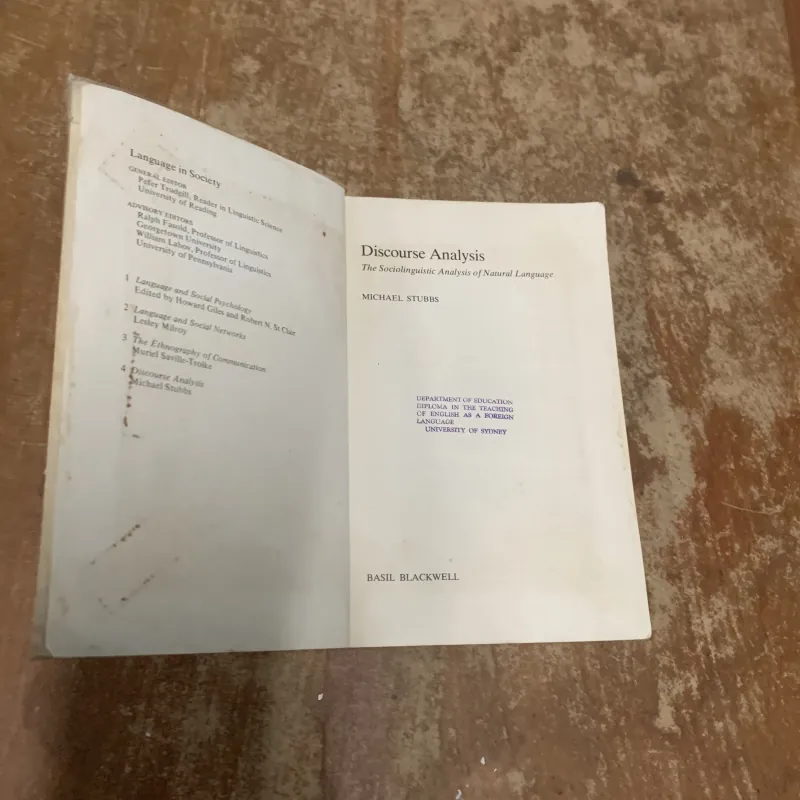 Language in Society
GENERAL EDITOR
Peter Trudgill, Reader in Linguistic Science
University of Reading
ADVISORY EDITORS
Ralph Fasold, Professor of Linguistics
Georgetown University
William Labov, Professor of Linguistics
University of Pennsylvania
1 Language and Social Psychology
Edited by Howard Giles and Robert N. St Clair
2 Language and Social Networks
Lesley Milroy
3 The Ethnography of Communication
Muriel Saville-Troike
4 Discourse Analysis
Michael Stubbs
Discourse Analysis
The Sociolinguistic Analysis of Natural Language
MICHAEL STUBBS
DEPARTMENT OF EDUCATION
DIPLOMA IN THE TEACHING
OF ENGLISH AS A FOREIGN
LANGUAGE
UNIVERSITY OF SYDNEY
BASIL BLACKWELL